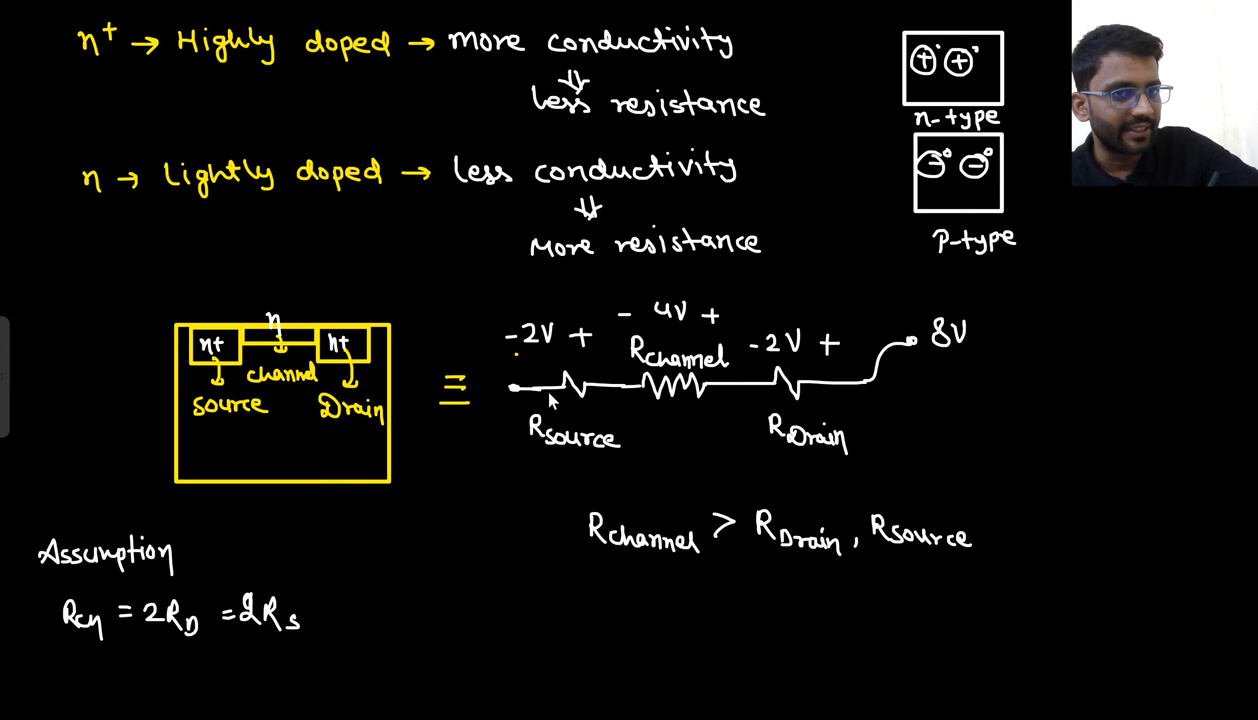 n+ → Highly doped → more conductivity
⇓
less resistance
n → Lightly doped → less conductivity
⇓
More resistance
n-type
p-type
n+ n n+
channel
source Drain
≡
- 2V + - 4V + - 2V + 8V
Rchannel
Rsource RDrain
Rchannel > RDrain, Rsource
Assumption
Rch = 2RD = 2Rs